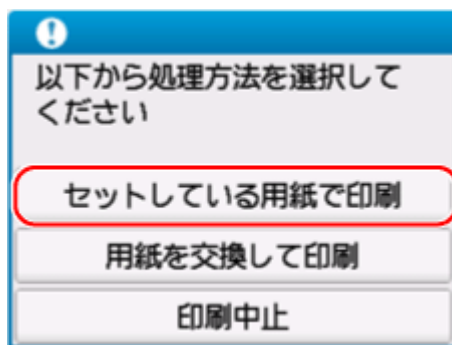 以下から処理方法を選択して
ください
セットしている用紙で印刷
用紙を交換して印刷
印刷中止